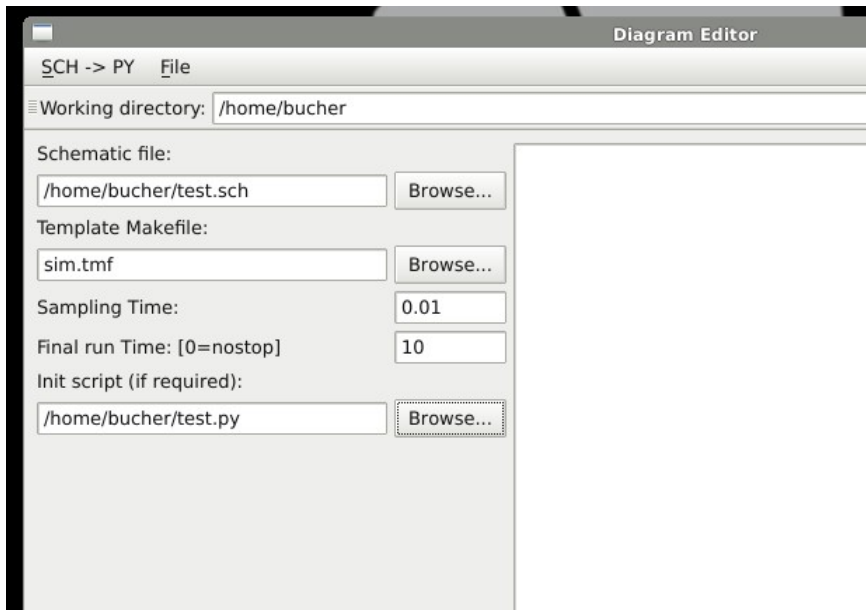 Diagram Editor
SCH -> PY File
Working directory: /home/bucher
Schematic file:
/home/bucher/test.sch Browse...
Template Makefile:
sim.tmf Browse...
Sampling Time: 0.01
Final run Time: [0=nostop] 10
Init script (if required):
/home/bucher/test.py Browse...